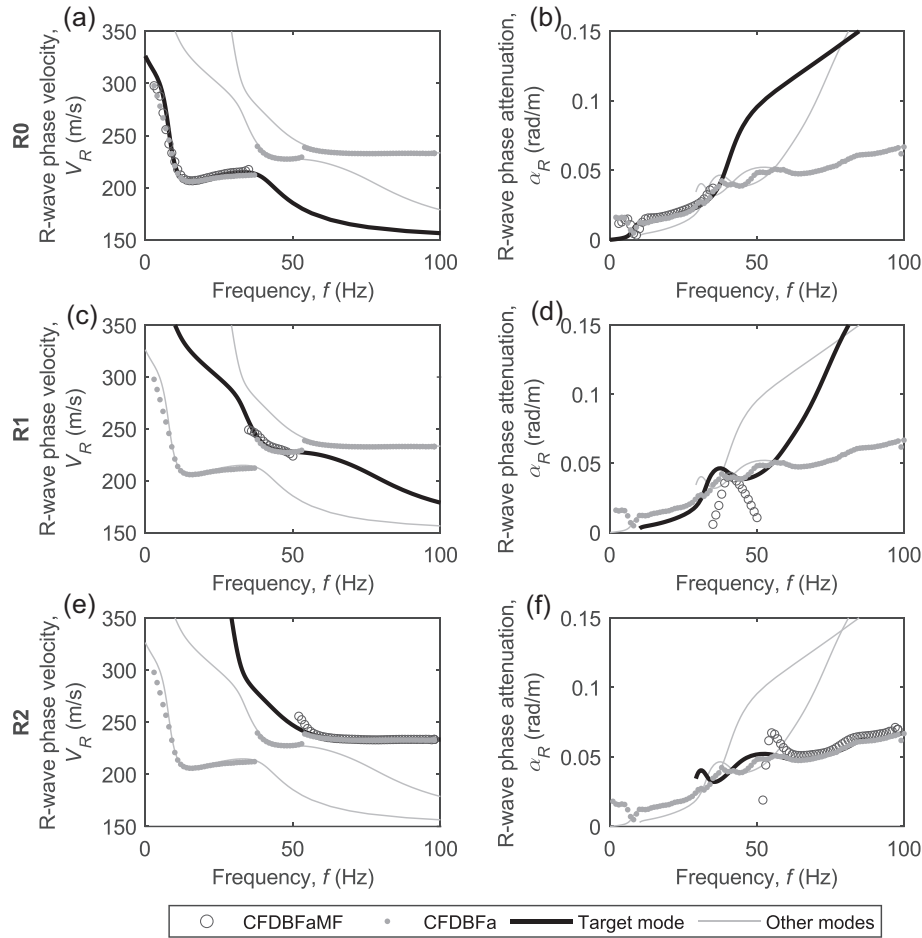 (a)
(b)
R0
R-wave phase velocity,
V_R (m/s)
350
300
250
200
150
0
50
100
Frequency, f (Hz)
R-wave phase attenuation,
α_R (rad/m)
0.15
0.1
0.05
0
0
50
100
Frequency, f (Hz)
(c)
(d)
R1
R-wave phase velocity,
V_R (m/s)
350
300
250
200
150
0
50
100
Frequency, f (Hz)
R-wave phase attenuation,
α_R (rad/m)
0.15
0.1
0.05
0
0
50
100
Frequency, f (Hz)
(e)
(f)
R2
R-wave phase velocity,
V_R (m/s)
350
300
250
200
150
0
50
100
Frequency, f (Hz)
R-wave phase attenuation,
α_R (rad/m)
0.15
0.1
0.05
0
0
50
100
Frequency, f (Hz)
CFDBFaMF CFDBFa Target mode Other modes